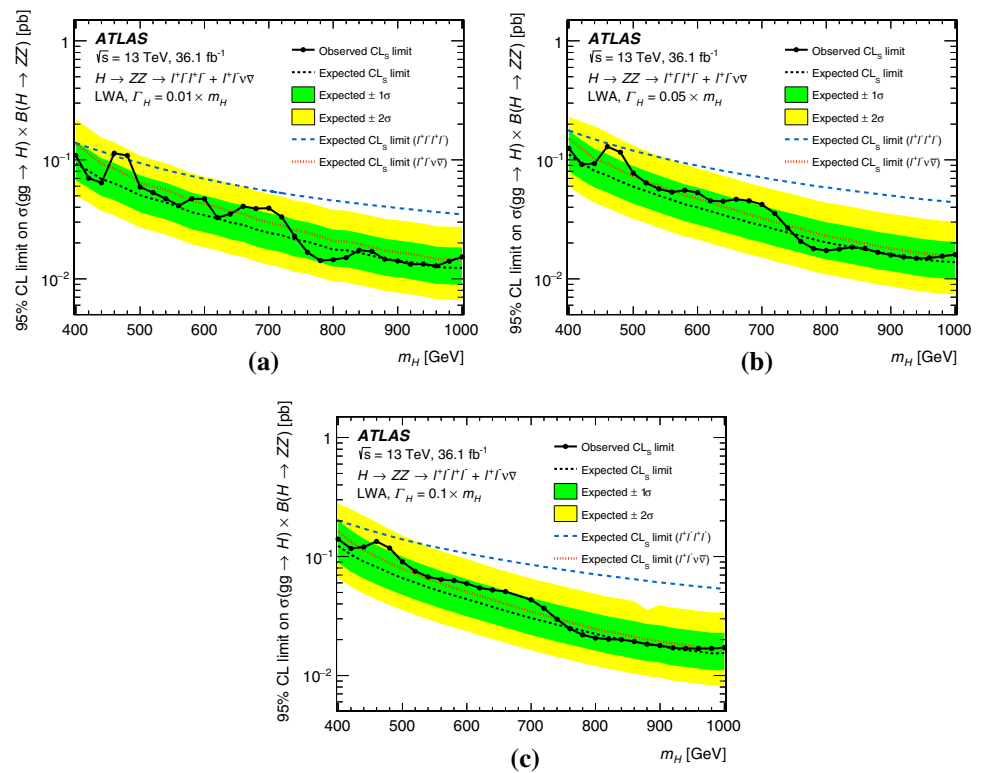 95% CL limit on σ(gg → H) × B(H → ZZ) [pb]
ATLAS
√s = 13 TeV, 36.1 fb⁻¹
H → ZZ → l⁺l⁻l⁺l⁻ + l⁺l⁻νν̄
LWA, Γ_H = 0.01 × m_H
Observed CL_s limit
Expected CL_s limit
Expected ± 1σ
Expected ± 2σ
Expected CL_s limit (l⁺l⁻l⁺l⁻)
Expected CL_s limit (l⁺l⁻νν̄)
1
10⁻¹
10⁻²
400 500 600 700 800 900 1000
m_H [GeV]
(a)
95% CL limit on σ(gg → H) × B(H → ZZ) [pb]
ATLAS
√s = 13 TeV, 36.1 fb⁻¹
H → ZZ → l⁺l⁻l⁺l⁻ + l⁺l⁻νν̄
LWA, Γ_H = 0.05 × m_H
Observed CL_s limit
Expected CL_s limit
Expected ± 1σ
Expected ± 2σ
Expected CL_s limit (l⁺l⁻l⁺l⁻)
Expected CL_s limit (l⁺l⁻νν̄)
1
10⁻¹
10⁻²
400 500 600 700 800 900 1000
m_H [GeV]
(b)
95% CL limit on σ(gg → H) × B(H → ZZ) [pb]
ATLAS
√s = 13 TeV, 36.1 fb⁻¹
H → ZZ → l⁺l⁻l⁺l⁻ + l⁺l⁻νν̄
LWA, Γ_H = 0.1 × m_H
Observed CL_s limit
Expected CL_s limit
Expected ± 1σ
Expected ± 2σ
Expected CL_s limit (l⁺l⁻l⁺l⁻)
Expected CL_s limit (l⁺l⁻νν̄)
1
10⁻¹
10⁻²
400 500 600 700 800 900 1000
m_H [GeV]
(c)